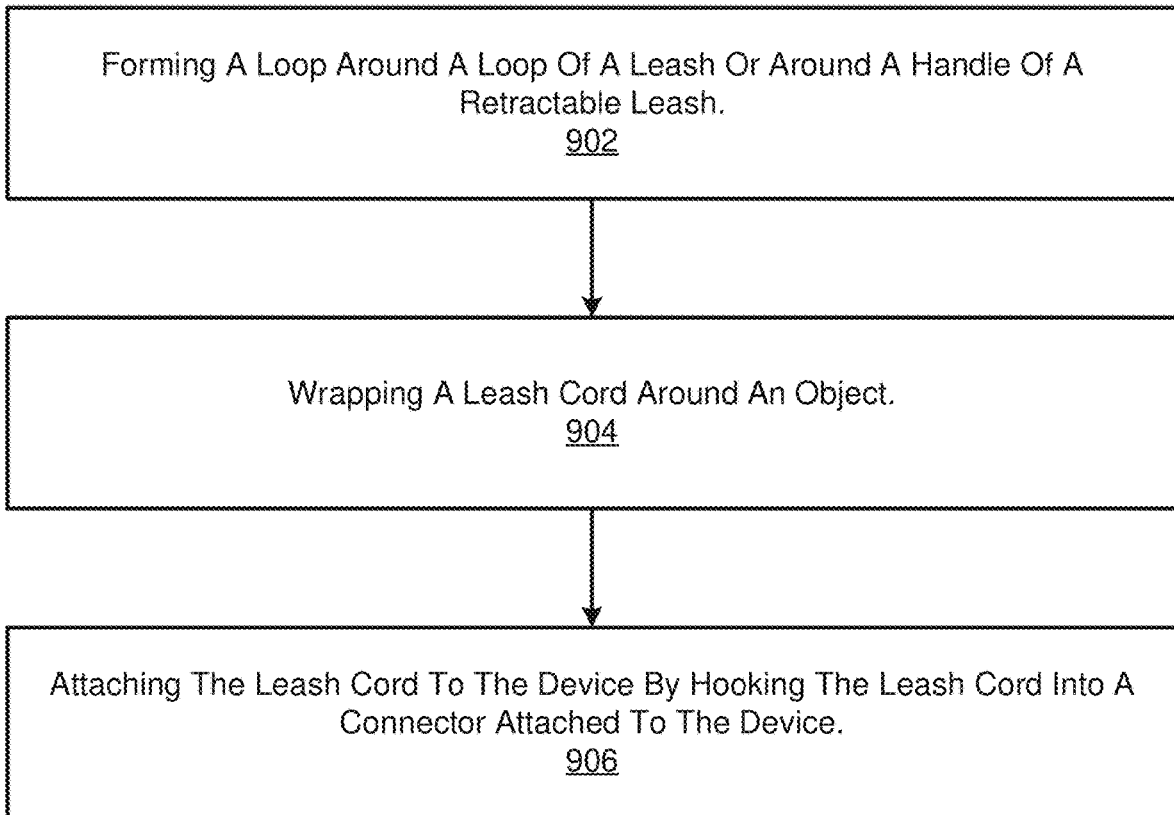 Forming A Loop Around A Loop Of A Leash Or Around A Handle Of A
Retractable Leash.
902
Wrapping A Leash Cord Around An Object.
904
Attaching The Leash Cord To The Device By Hooking The Leash Cord Into A
Connector Attached To The Device.
906